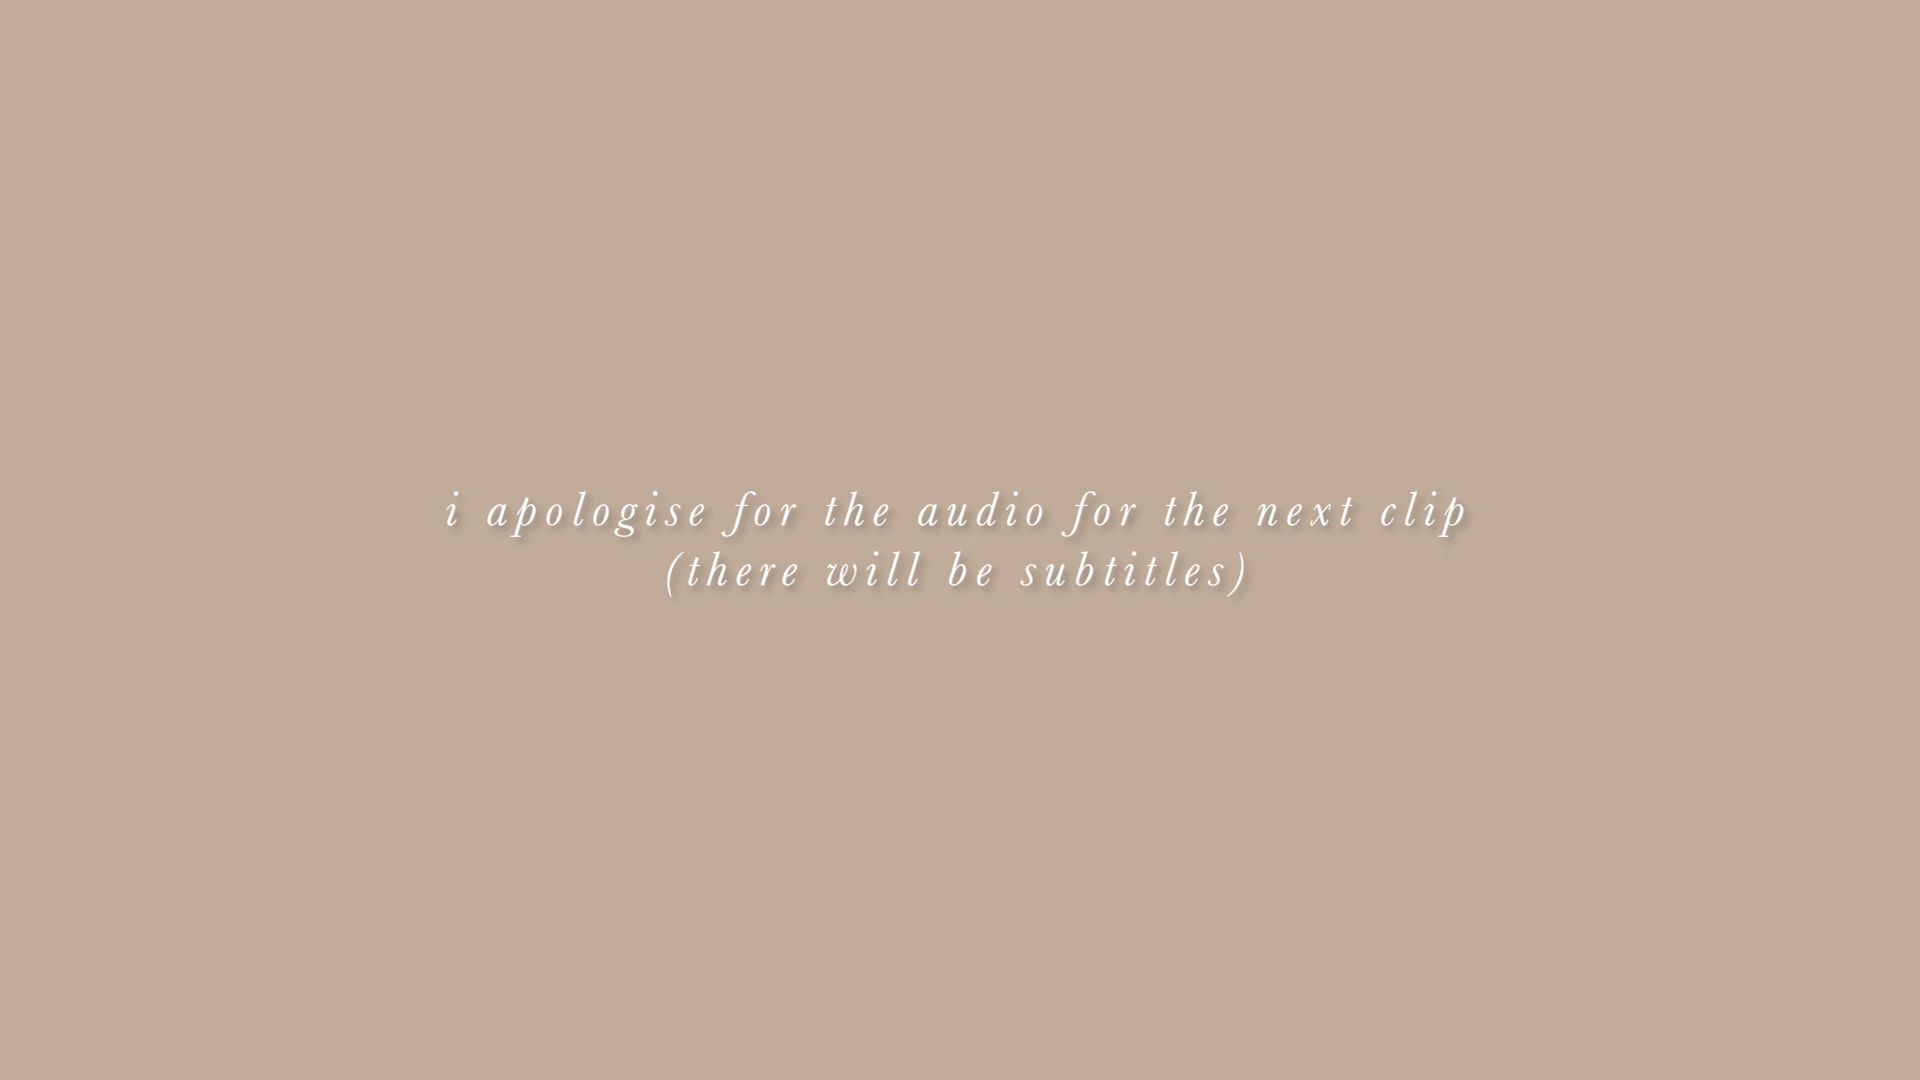 i apologise for the audio for the next clip
(there will be subtitles)